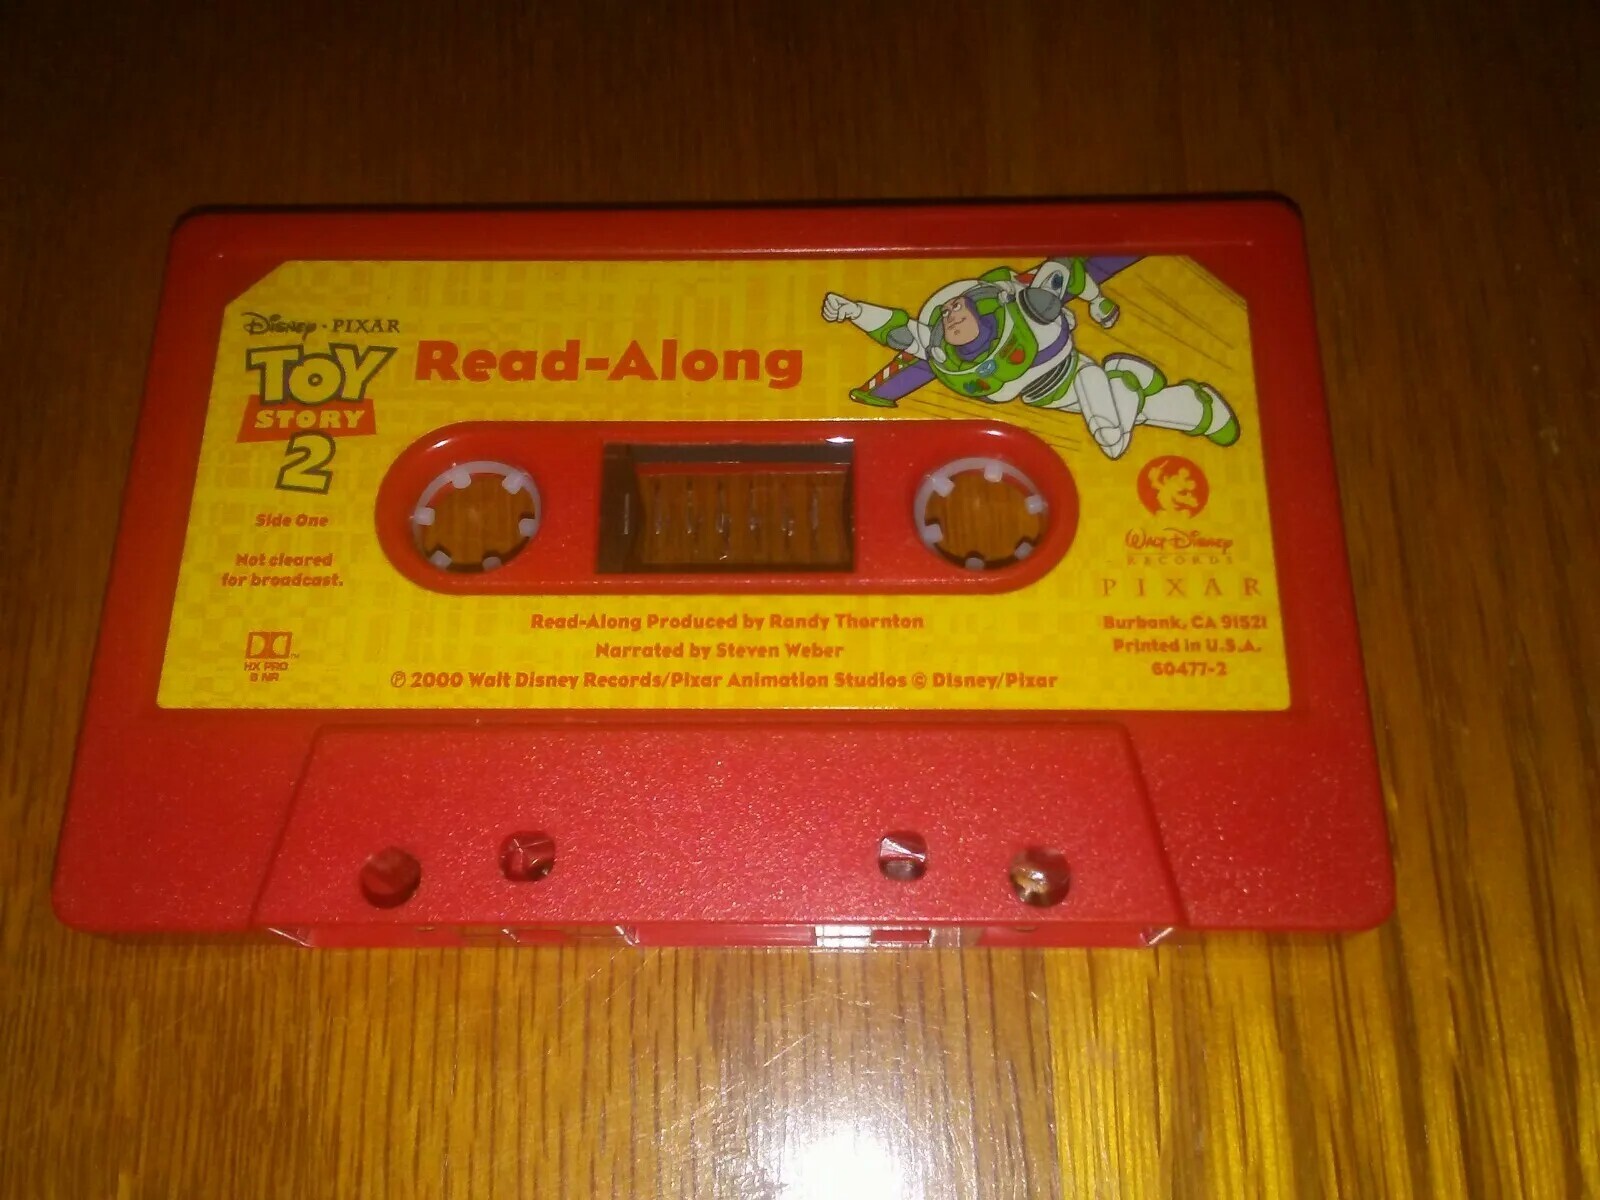 Disney · PIXAR
TOY
STORY
2
Read-Along
Side One
Not cleared
for broadcast.
HX PRO
B NR
Read-Along Produced by Randy Thornton
Narrated by Steven Weber
℗ 2000 Walt Disney Records/Pixar Animation Studios © Disney/Pixar
WALT DISNEY
RECORDS
PIXAR
Burbank, CA 91521
Printed in U.S.A.
60477-2